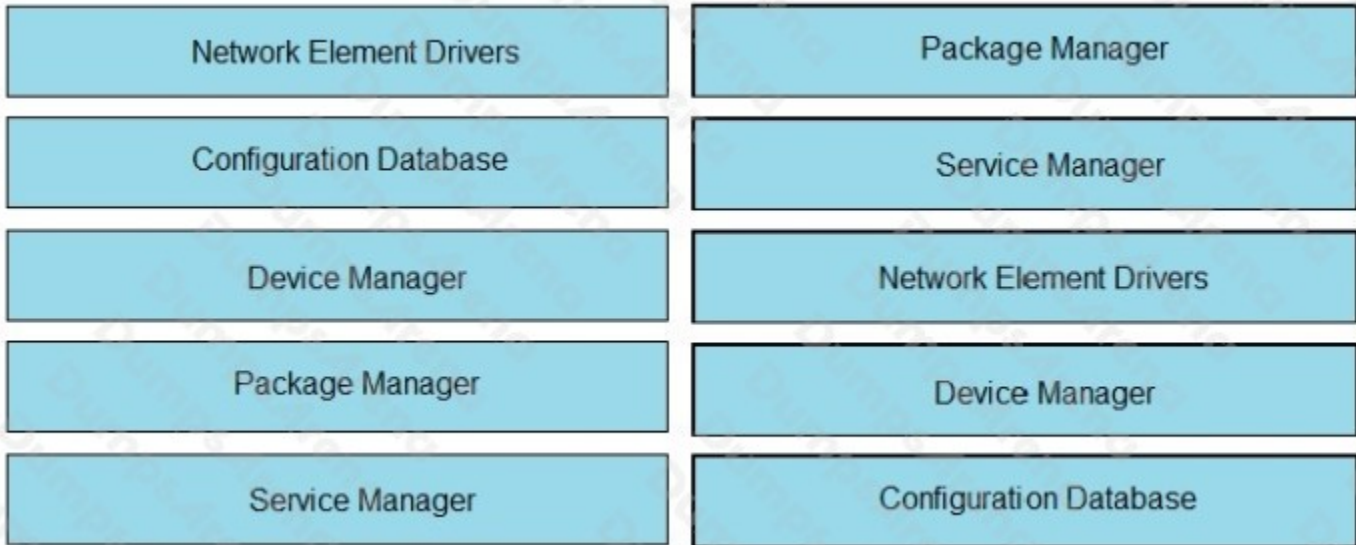 Network Element Drivers
Package Manager
Configuration Database
Service Manager
Device Manager
Network Element Drivers
Package Manager
Device Manager
Service Manager
Configuration Database